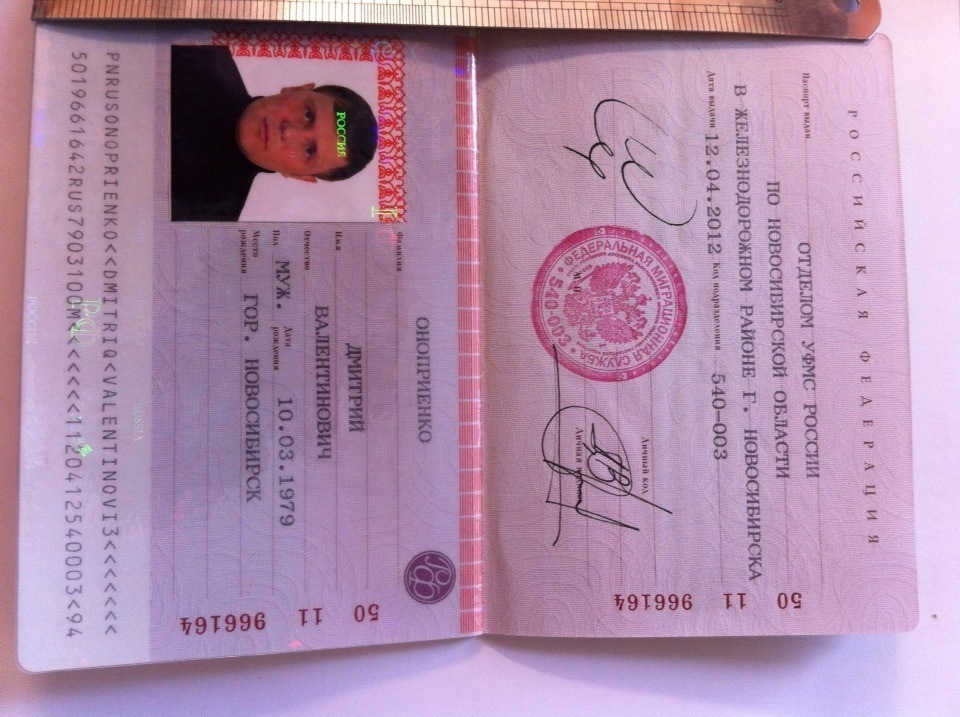 РОССИЙСКАЯ ФЕДЕРАЦИЯ
Паспорт выдан
ОТДЕЛОМ УФМС РОССИИ
ПО НОВОСИБИРСКОЙ ОБЛАСТИ
В ЖЕЛЕЗНОДОРОЖНОМ РАЙОНЕ Г. НОВОСИБИРСКА
Дата выдачи 12.04.2012 Код подразделения 540-003
Личный код
ФЕДЕРАЛЬНАЯ МИГРАЦИОННАЯ СЛУЖБА
540-003
50 11 966164
Фамилия ОНОПРИЕНКО
Имя ДМИТРИЙ
Отчество ВАЛЕНТИНОВИЧ
Пол МУЖ. Дата рождения 10.03.1979
Место рождения ГОР. НОВОСИБИРСК
РОССИЯ
50 11 966164
PNRUSONOPRIENKO<<DMITRIQ<VALENTINOVI3<<<<<<<
5019661642RUS7903100M<<<<<<<1120412540003<94